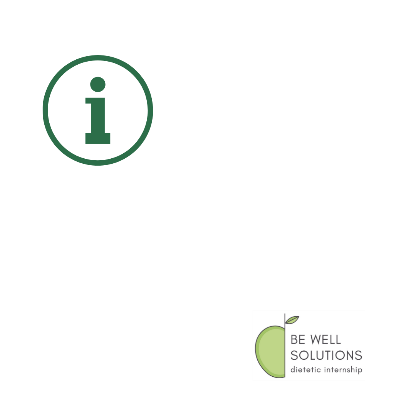 i
BE WELL
SOLUTIONS
dietetic internship